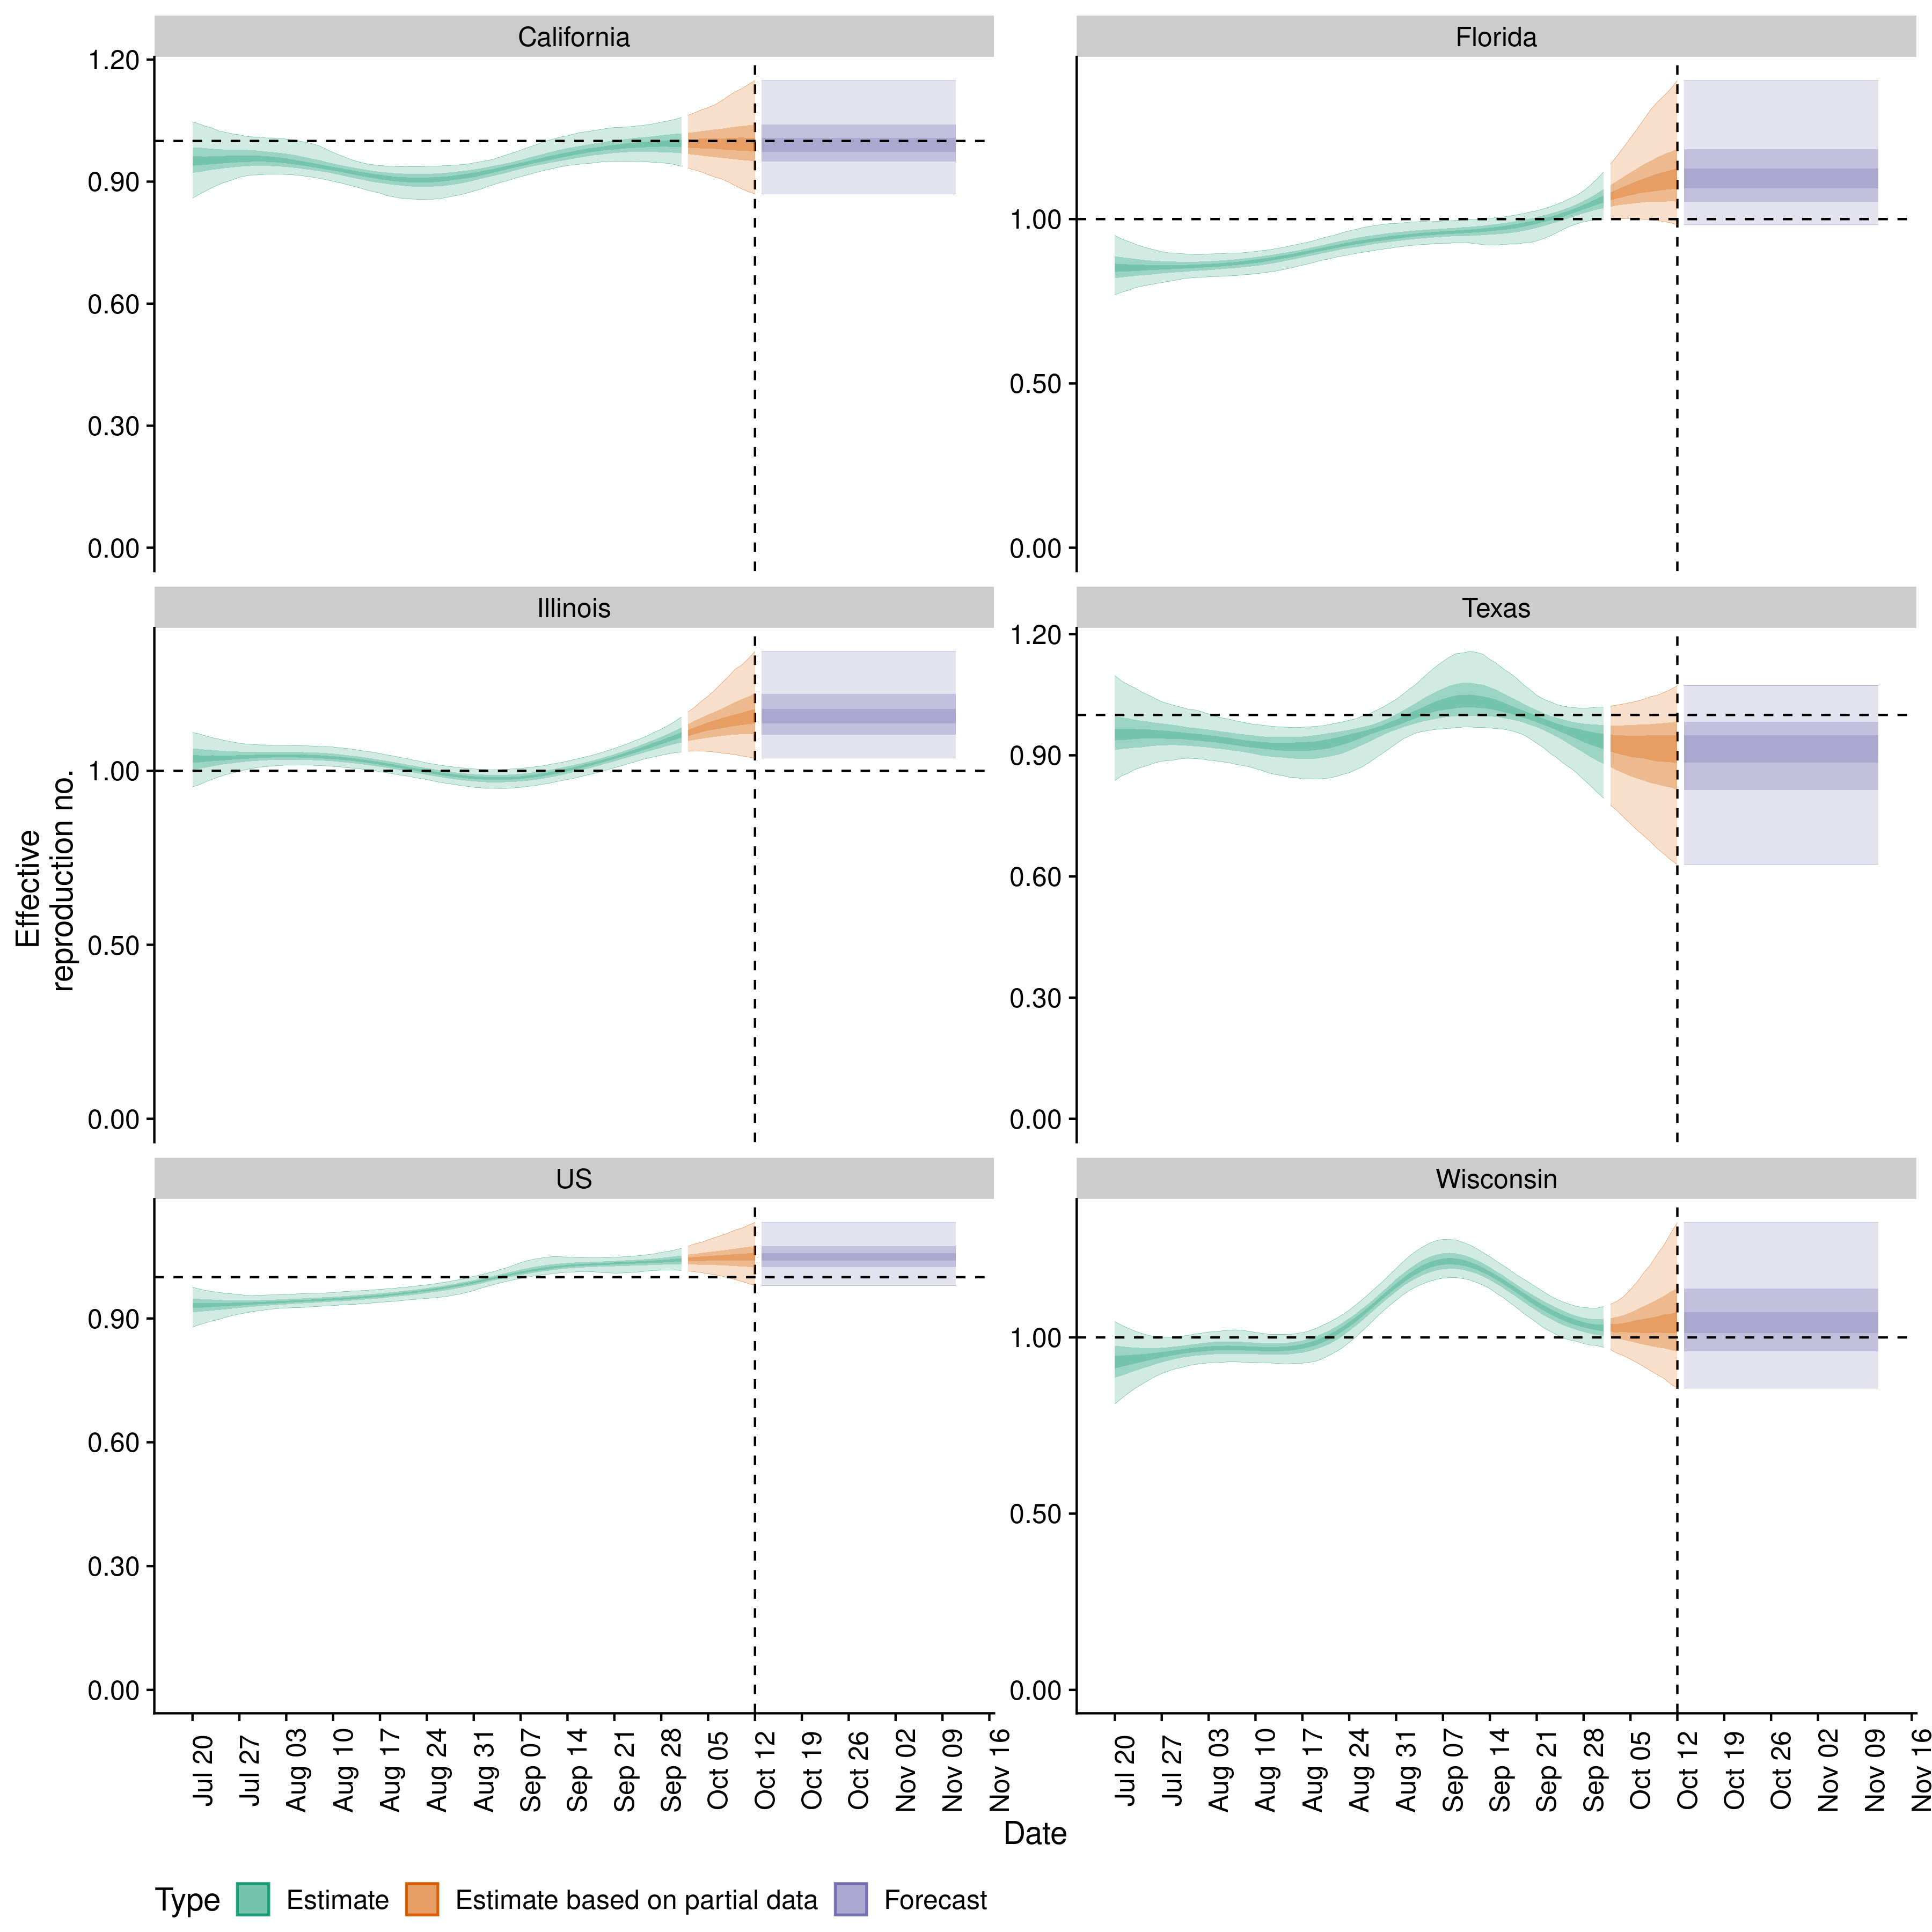 California
Florida
1.20
0.90
0.60
0.30
0.00
1.00
0.50
0.00
Illinois
Texas
1.00
0.50
0.00
1.20
0.90
0.60
0.30
0.00
US
Wisconsin
0.90
0.60
0.30
0.00
1.00
0.50
0.00
Effective
reproduction no.
Jul 20
Jul 27
Aug 03
Aug 10
Aug 17
Aug 24
Aug 31
Sep 07
Sep 14
Sep 21
Sep 28
Oct 05
Oct 12
Oct 19
Oct 26
Nov 02
Nov 09
Nov 16
Jul 20
Jul 27
Aug 03
Aug 10
Aug 17
Aug 24
Aug 31
Sep 07
Sep 14
Sep 21
Sep 28
Oct 05
Oct 12
Oct 19
Oct 26
Nov 02
Nov 09
Nov 16
Date
Type Estimate Estimate based on partial data Forecast